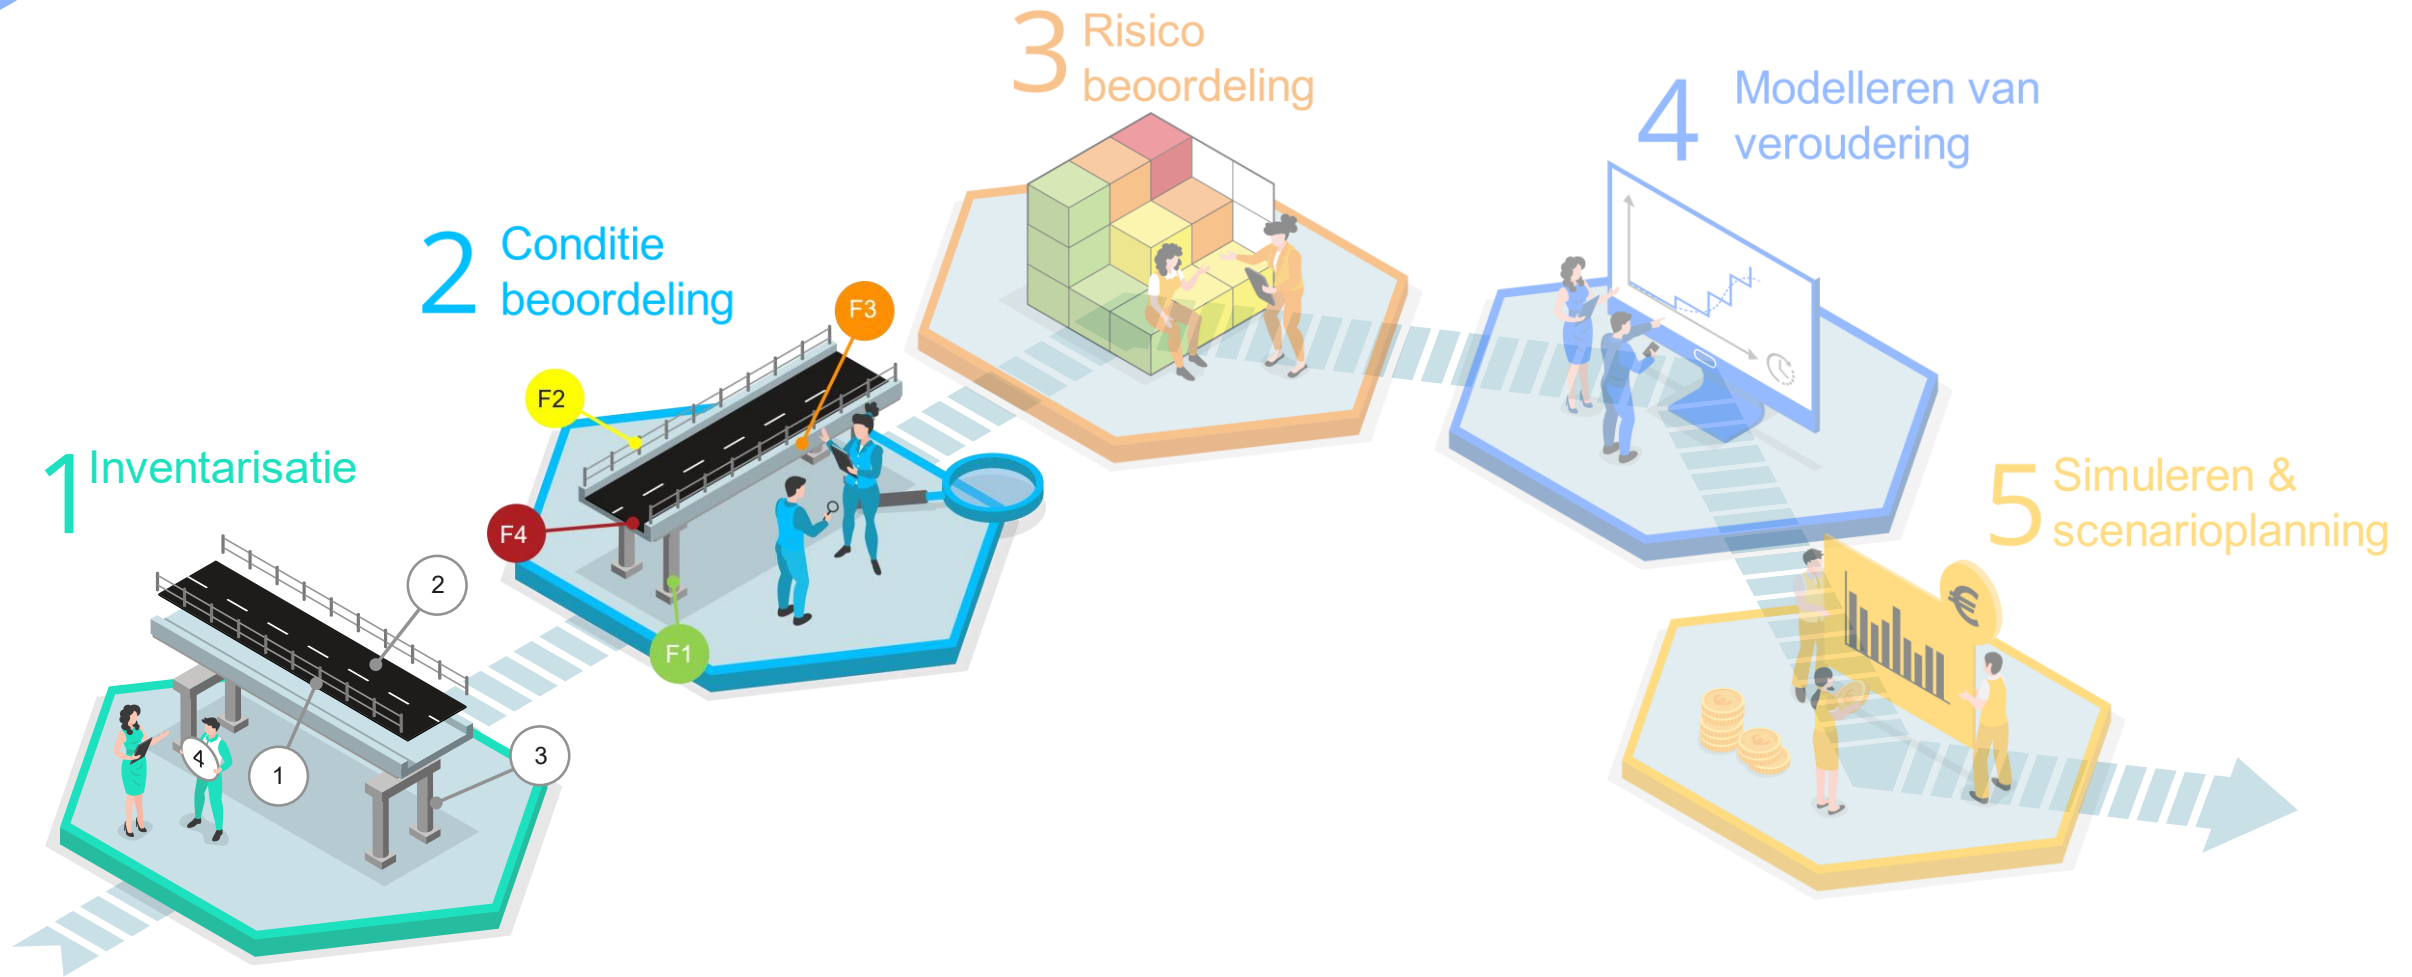 1 Inventarisatie
2
1
3
4
2 Conditie
beoordeling
F3
F2
F4
F1
3 Risico
beoordeling
4 Modelleren van
veroudering
5 Simuleren &
scenarioplanning
€